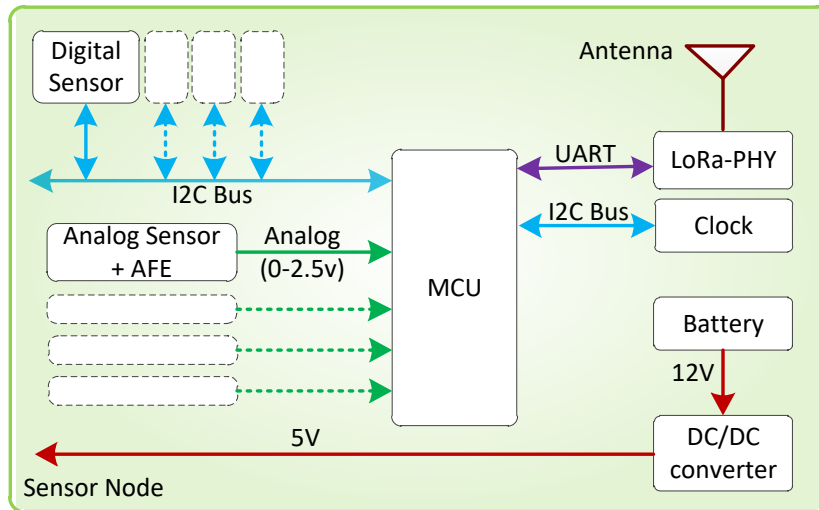 Digital
Sensor
Antenna
UART
LoRa-PHY
I2C Bus
I2C Bus
Clock
Analog Sensor
+ AFE
Analog
(0-2.5v)
MCU
Battery
12V
5V
DC/DC
converter
Sensor Node